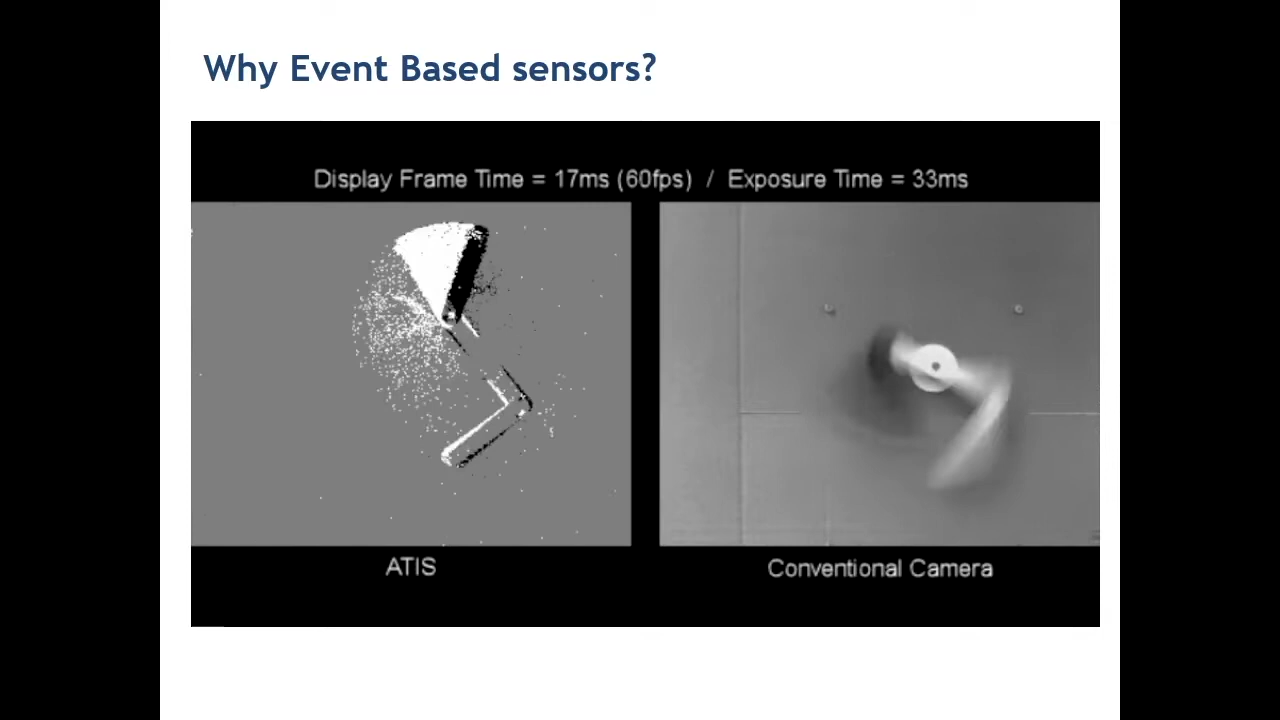 Why Event Based sensors?
Display Frame Time = 17ms (60fps) / Exposure Time = 33ms
ATIS
Conventional Camera